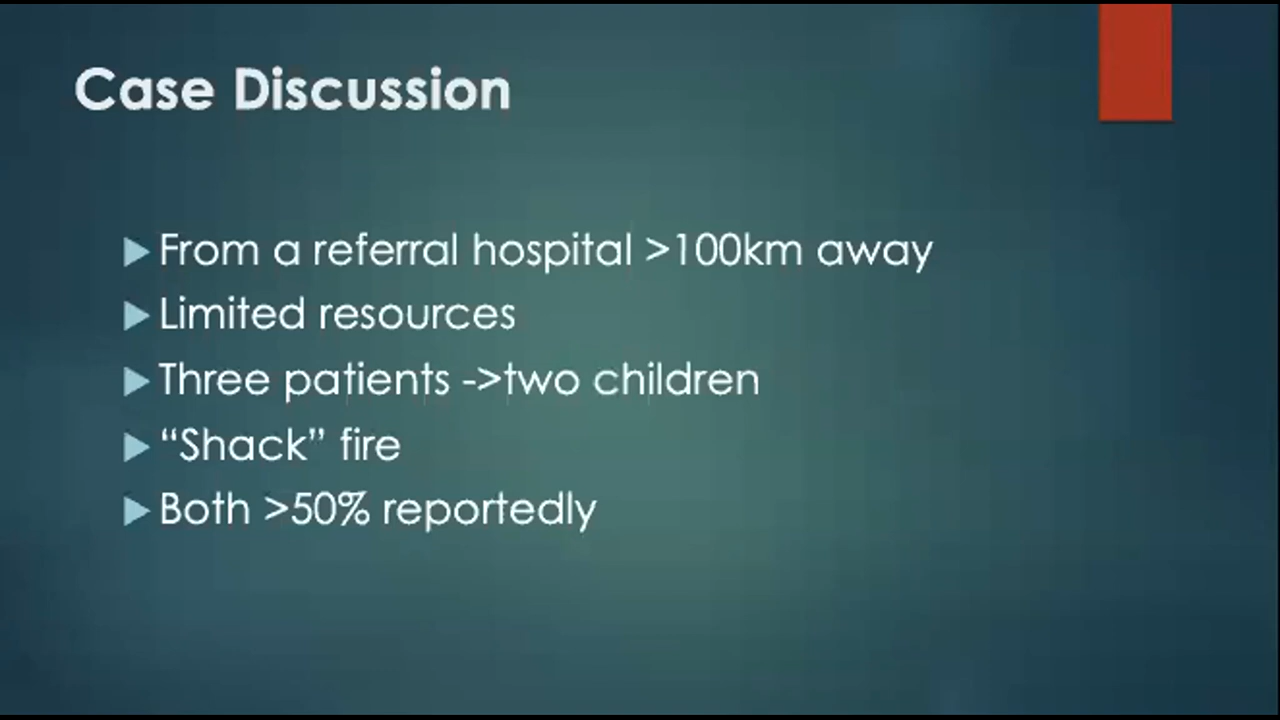 Case Discussion
From a referral hospital >100km away
Limited resources
Three patients ->two children
“Shack” fire
Both >50% reportedly